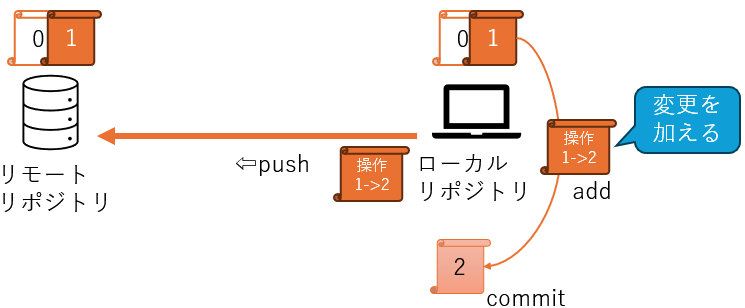 0 1
0 1
変更を
加える
操作
1->2
add
⇦push
操作
1->2
ローカル
リポジトリ
リモート
リポジトリ
2
commit